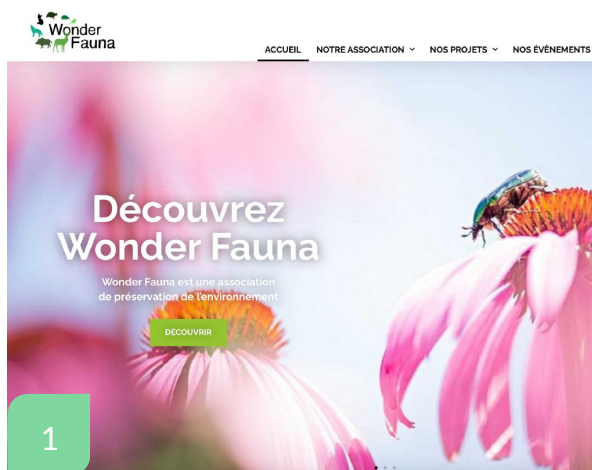 Wonder
Fauna
ACCUEIL NOTRE ASSOCIATION NOS PROJETS NOS ÉVÈNEMENTS
Découvrez
Wonder Fauna
Wonder Fauna est une association
de préservation de l'environnement
DÉCOUVRIR
1